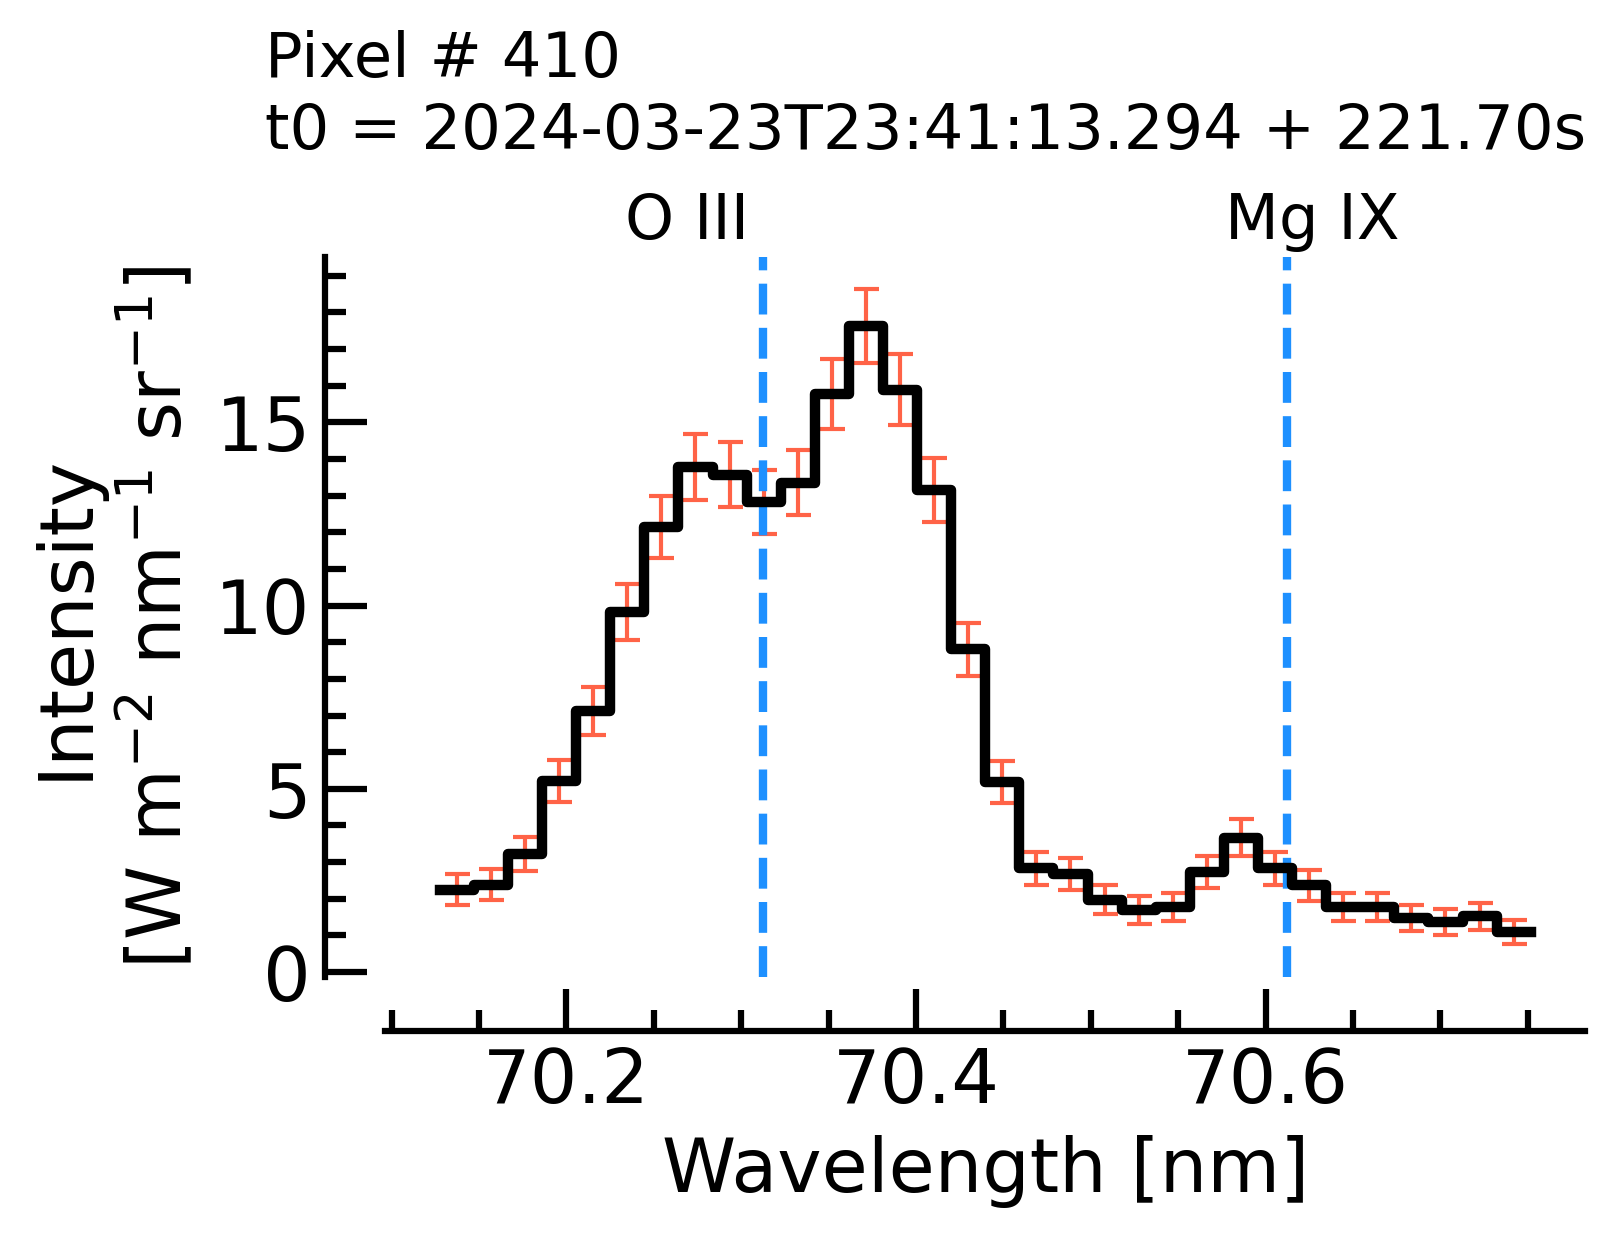 Pixel # 410
t0 = 2024-03-23T23:41:13.294 + 221.70s
O III Mg IX
Intensity
[W m⁻² nm⁻¹ sr⁻¹]
15
10
5
0
70.2 70.4 70.6
Wavelength [nm]